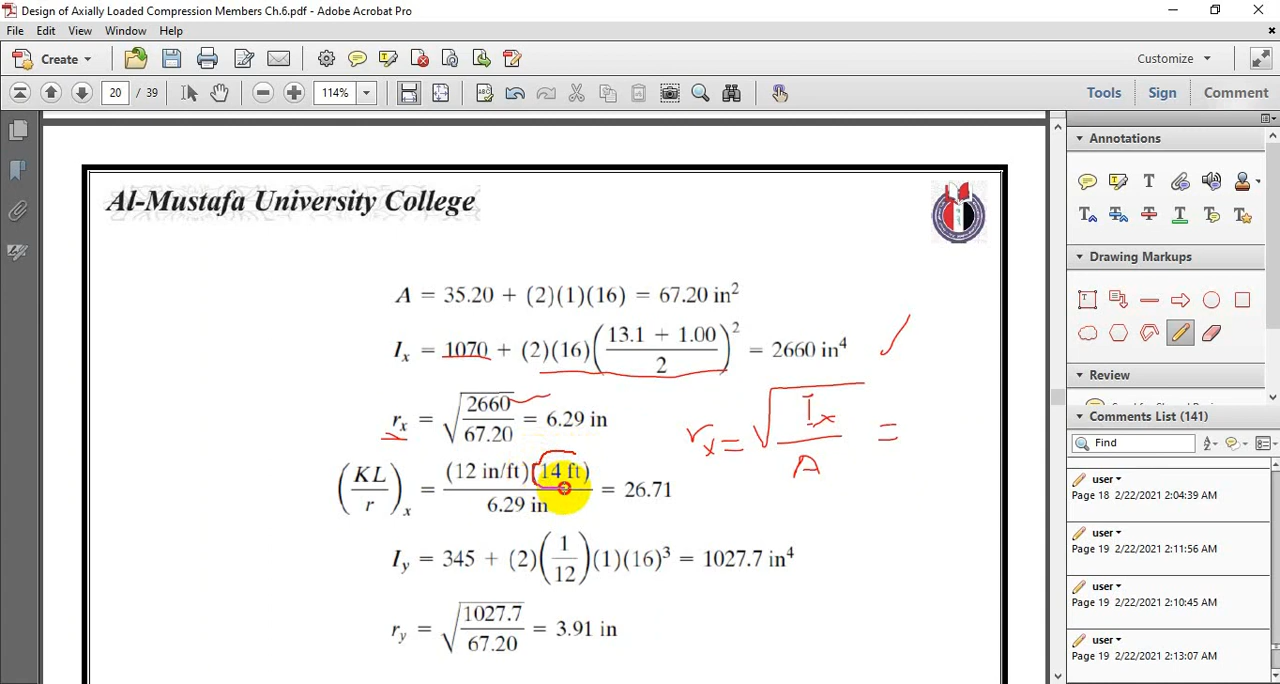 Design of Axially Loaded Compression Members Ch.6.pdf - Adobe Acrobat Pro
File Edit View Window Help
Create Customize
20 / 39 114% Tools Sign Comment
Annotations
Drawing Markups
Review
Comments List (141)
Find
user
Page 18 2/22/2021 2:04:39 AM
user
Page 19 2/22/2021 2:11:56 AM
user
Page 19 2/22/2021 2:10:45 AM
user
Page 19 2/22/2021 2:13:07 AM
Al-Mustafa University College
A = 35.20 + (2)(1)(16) = 67.20 in²
Iₓ = 1070 + (2)(16)((13.1 + 1.00)/2)² = 2660 in⁴
rₓ = √(2660/67.20) = 6.29 in
rₓ = √(Iₓ/A) =
(KL/r)ₓ = (12 in/ft)(14 ft)/6.29 in = 26.71
I_y = 345 + (2)(1/12)(1)(16)³ = 1027.7 in⁴
r_y = √(1027.7/67.20) = 3.91 in